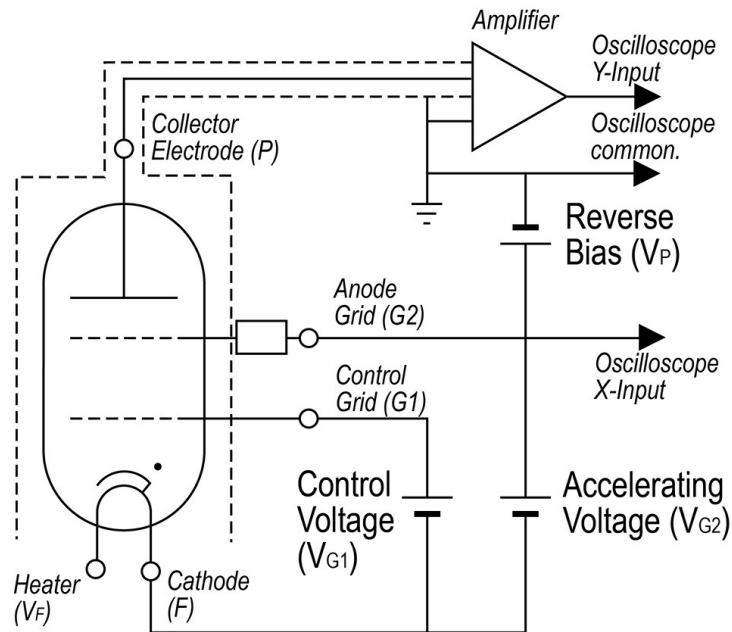 Amplifier
Oscilloscope
Y-Input
Oscilloscope
common.
Collector
Electrode (P)
Reverse
Bias (VP)
Anode
Grid (G2)
Oscilloscope
X-Input
Control
Grid (G1)
Control
Voltage
(VG1)
Accelerating
Voltage (VG2)
Heater
(VF)
Cathode
(F)